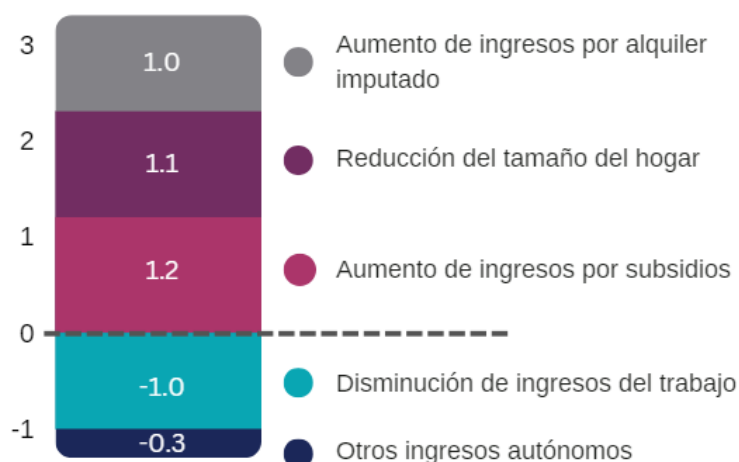 3
1.0
Aumento de ingresos por alquiler
imputado
2
1.1
Reducción del tamaño del hogar
1
1.2
Aumento de ingresos por subsidios
0
-1.0
Disminución de ingresos del trabajo
-1
-0.3
Otros ingresos autónomos